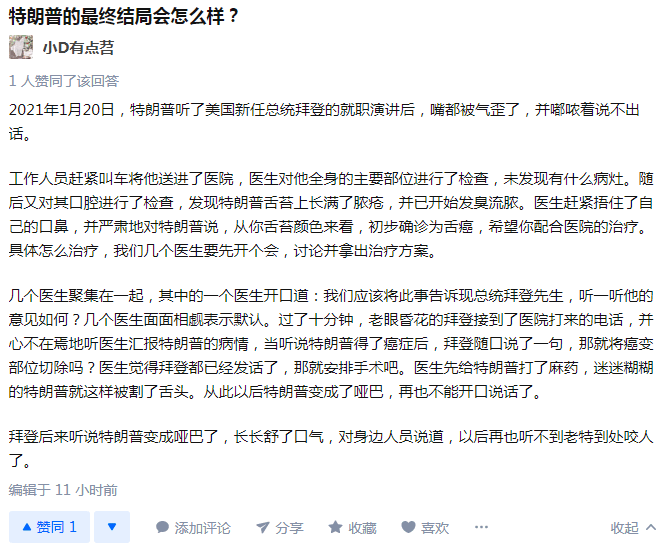 特朗普的最终结局会怎么样？
小D有点苕
1 人赞同了该回答
2021年1月20日，特朗普听了美国新任总统拜登的就职演讲后，嘴都被气歪了，并嘟哝着说不出
话。
工作人员赶紧叫车将他送进了医院，医生对他全身的主要部位进行了检查，未发现有什么病灶。随
后又对其口腔进行了检查，发现特朗普舌苔上长满了脓疮，并已开始发臭流脓。医生赶紧捂住了自
己的口鼻，并严肃地对特朗普说，从你舌苔颜色来看，初步确诊为舌癌，希望你配合医院的治疗。
具体怎么治疗，我们几个医生要先开个会，讨论并拿出治疗方案。
几个医生聚集在一起，其中的一个医生开口道：我们应该将此事告诉现总统拜登先生，听一听他的
意见如何？几个医生面面相觑表示默认。过了十分钟，老眼昏花的拜登接到了医院打来的电话，并
心不在焉地听医生汇报特朗普的病情，当听说特朗普得了癌症后，拜登随口说了一句，那就将癌变
部位切除吗？医生觉得拜登都已经发话了，那就安排手术吧。医生先给特朗普打了麻药，迷迷糊糊
的特朗普就这样被割了舌头。从此以后特朗普变成了哑巴，再也不能开口说话了。
拜登后来听说特朗普变成哑巴了，长长舒了口气，对身边人员说道，以后再也听不到老特到处咬人
了。
编辑于 11 小时前
赞同 1 添加评论 分享 收藏 喜欢 ··· 收起